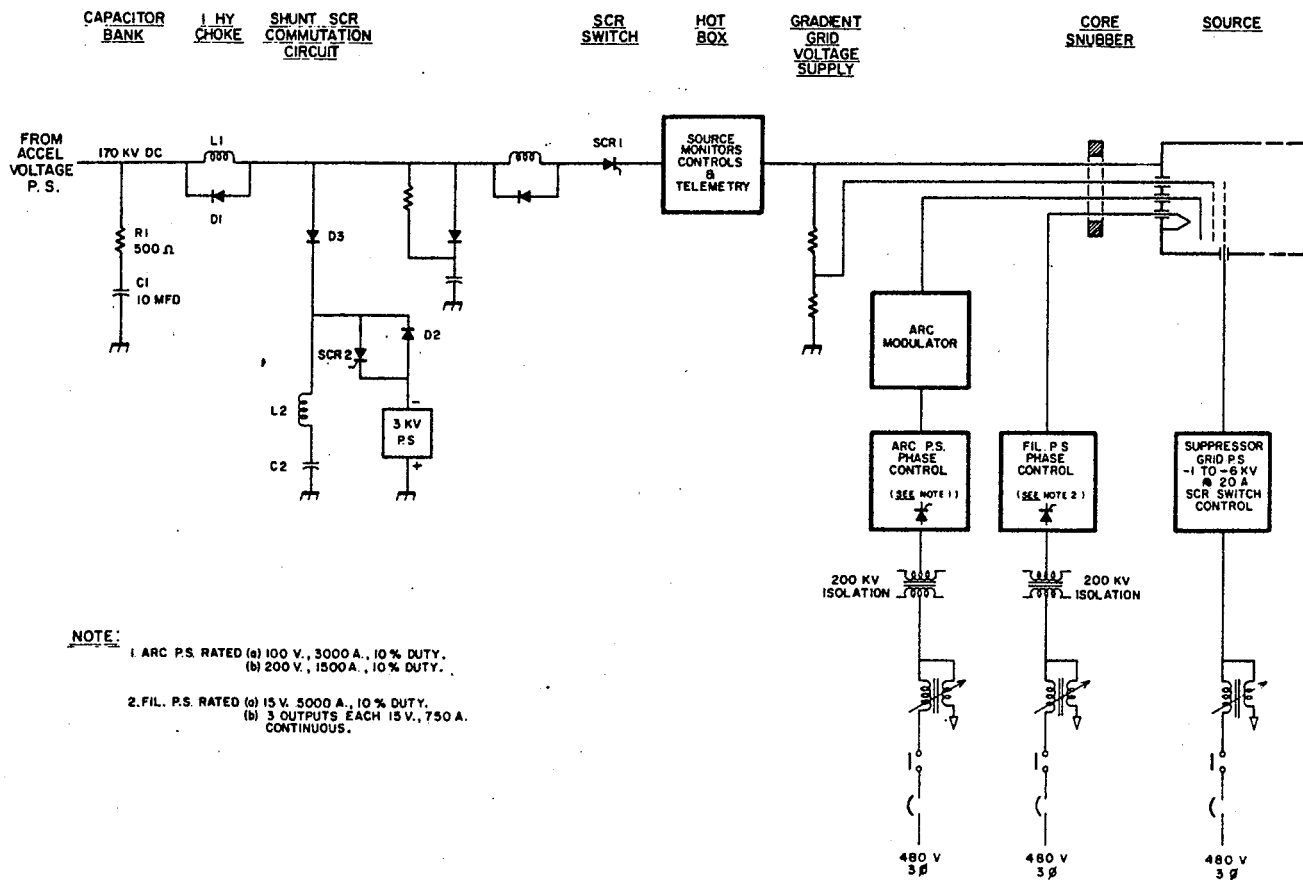 CAPACITOR
BANK
1 HY
CHOKE
SHUNT SCR
COMMUTATION
CIRCUIT
SCR
SWITCH
HOT
BOX
GRADIENT
GRID
VOLTAGE
SUPPLY
CORE
SNUBBER
SOURCE
FROM
ACCEL
VOLTAGE
P. S.
170 KV DC
L1
D1
R1
500 Ω
C1
10 MFD
D3
SCR 2
D2
L2
C2
-
3 KV
P.S
+
SCR 1
SOURCE
MONITORS
CONTROLS
&
TELEMETRY
ARC
MODULATOR
ARC P.S.
PHASE
CONTROL
(SEE NOTE 1)
FIL. P.S
PHASE
CONTROL
(SEE NOTE 2)
SUPPRESSOR
GRID P.S
-1 TO -6 KV
@ 20 A
SCR SWITCH
CONTROL
200 KV
ISOLATION
200 KV
ISOLATION
480 V
3 Ø
480 V
3 Ø
480 V
3 Ø
NOTE:
1. ARC P.S. RATED (a) 100 V., 3000 A., 10% DUTY.
(b) 200 V., 1500 A., 10% DUTY.
2. FIL. P.S. RATED (a) 15 V. 5000 A., 10% DUTY.
(b) 3 OUTPUTS EACH 15 V., 750 A.
CONTINUOUS.